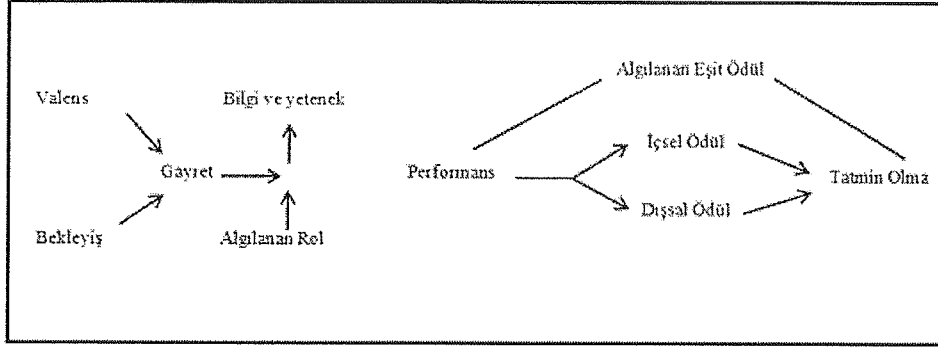 Algılanan Eşit Ödül
Valens
Bilgi ve yetenek
İçsel Ödül
Gayret
Performans
Tatmin Olma
Dışsal Ödül
Bekleyiş
Algılanan Rol